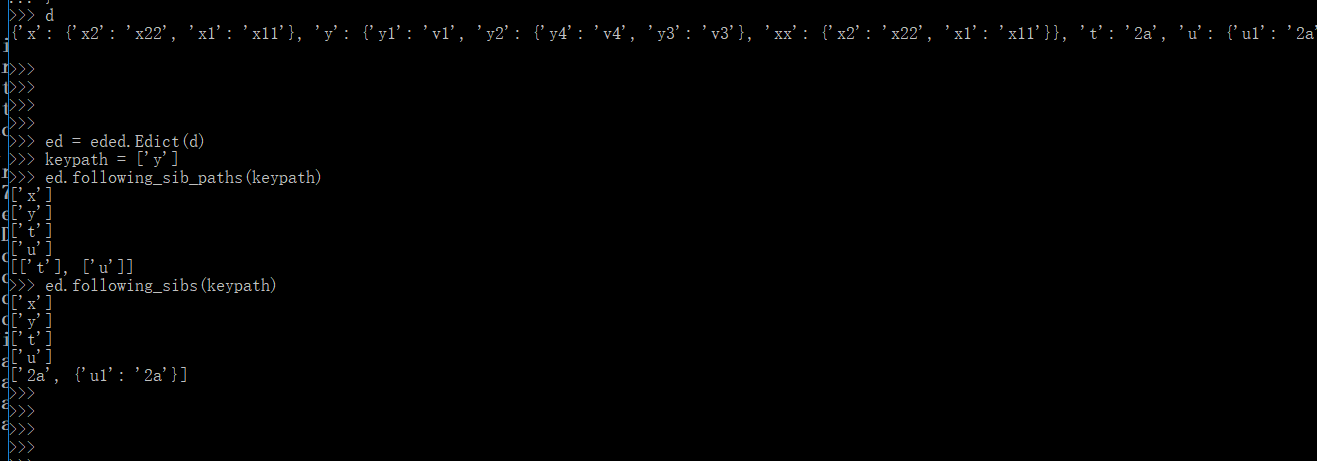 ... }
>>> d
{'x': {'x2': 'x22', 'x1': 'x11'}, 'y': {'y1': 'v1', 'y2': {'y4': 'v4', 'y3': 'v3'}, 'xx': {'x2': 'x22', 'x1': 'x11'}}, 't': '2a', 'u': {'u1': '2a'
>>>
>>>
>>>
>>>
>>> ed = eded.Edict(d)
>>> keypath = ['y']
>>> ed.following_sib_paths(keypath)
['x']
['y']
['t']
['u']
[['t'], ['u']]
>>> ed.following_sibs(keypath)
['x']
['y']
['t']
['u']
['2a', {'u1': '2a'}]
>>>
>>>
>>>
>>>